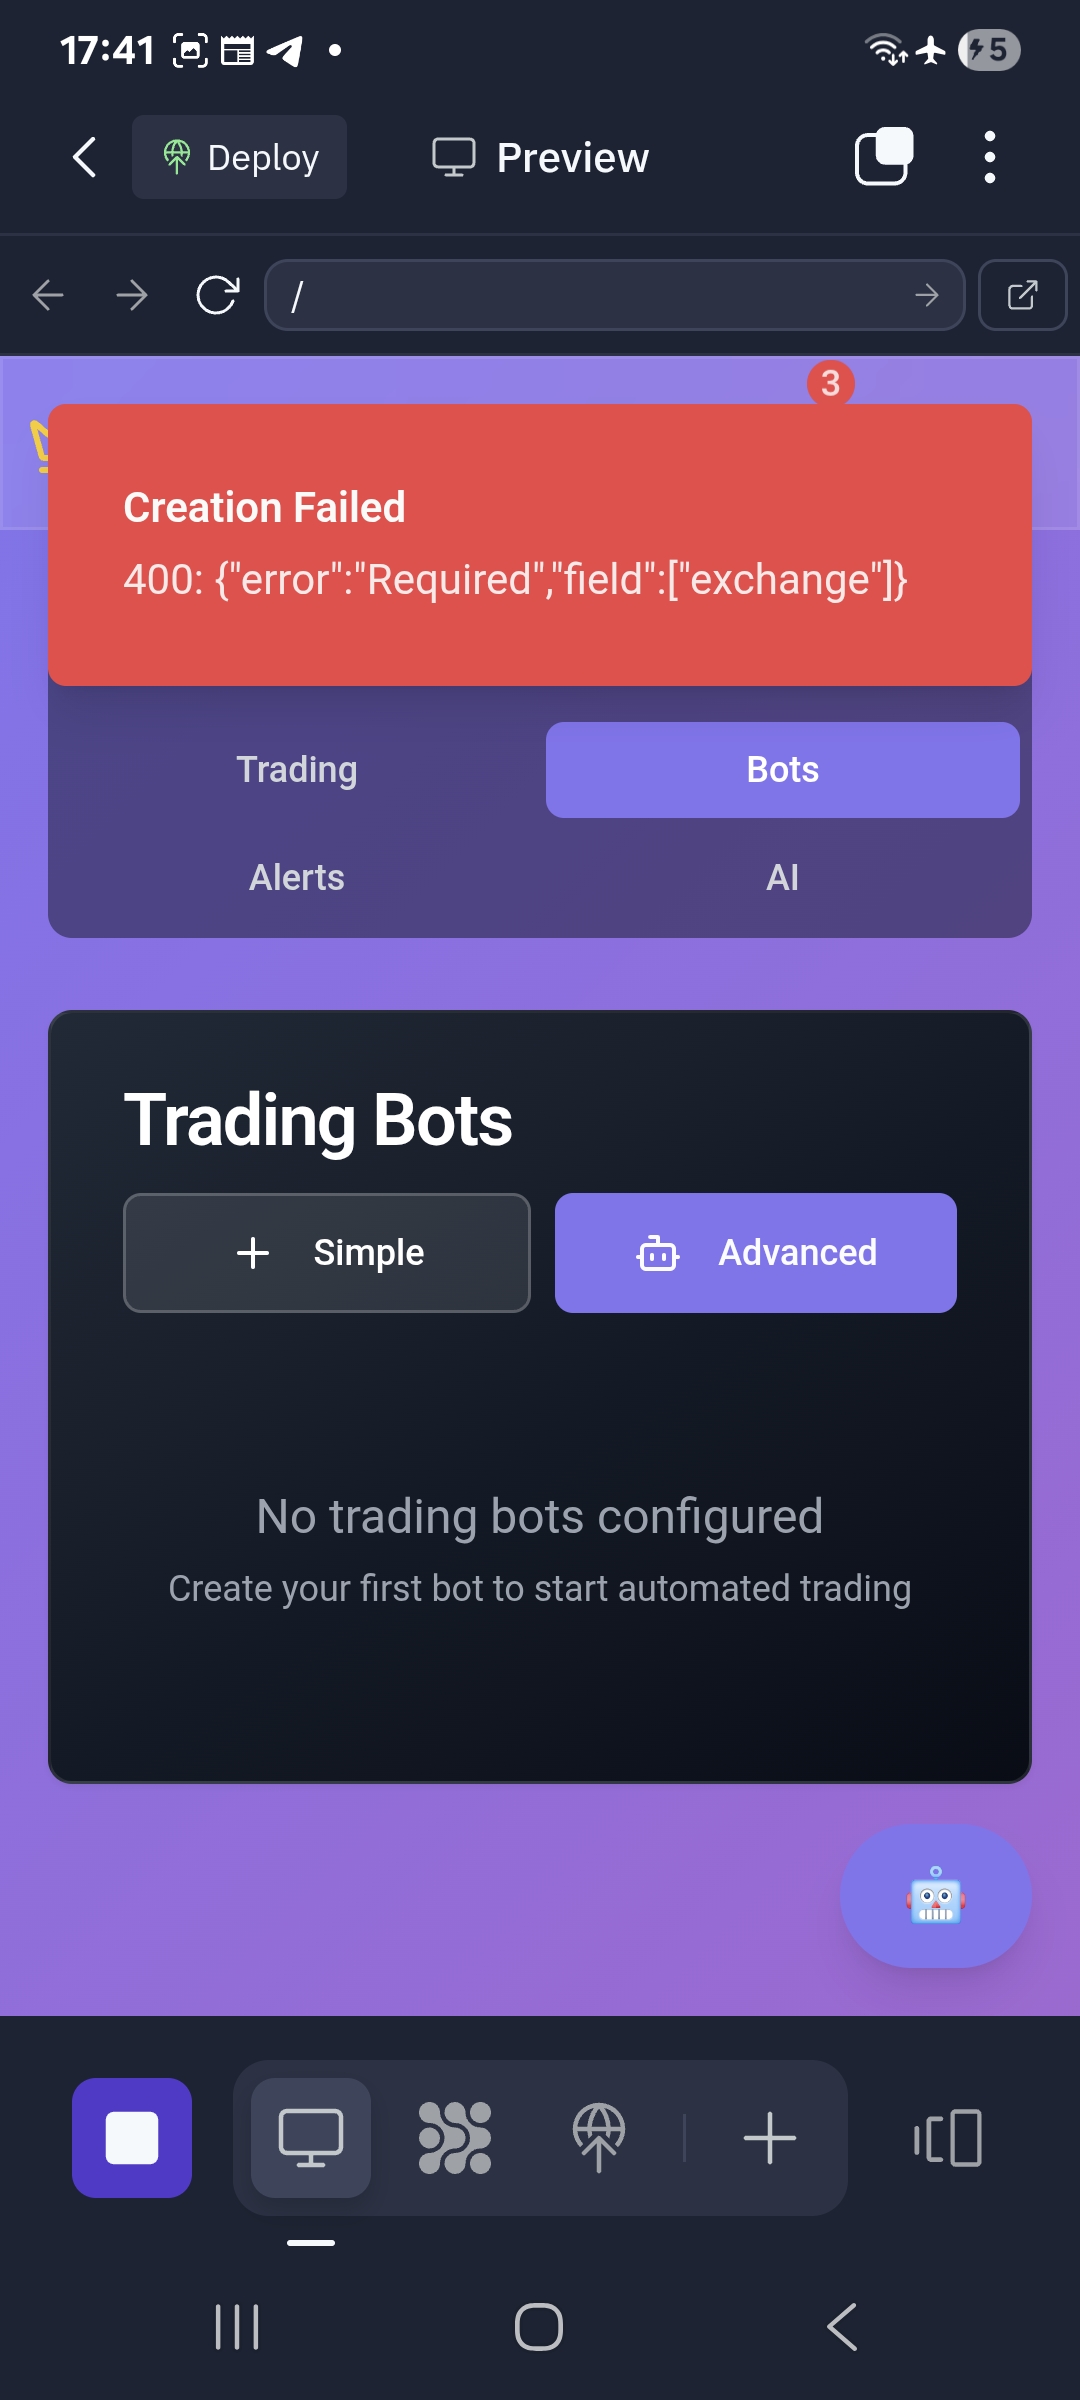 17:41
5
Deploy
Preview
/
3
Creation Failed
400: {"error":"Required","field":["exchange"]}
Trading
Bots
Alerts
AI
Trading Bots
Simple
Advanced
No trading bots configured
Create your first bot to start automated trading